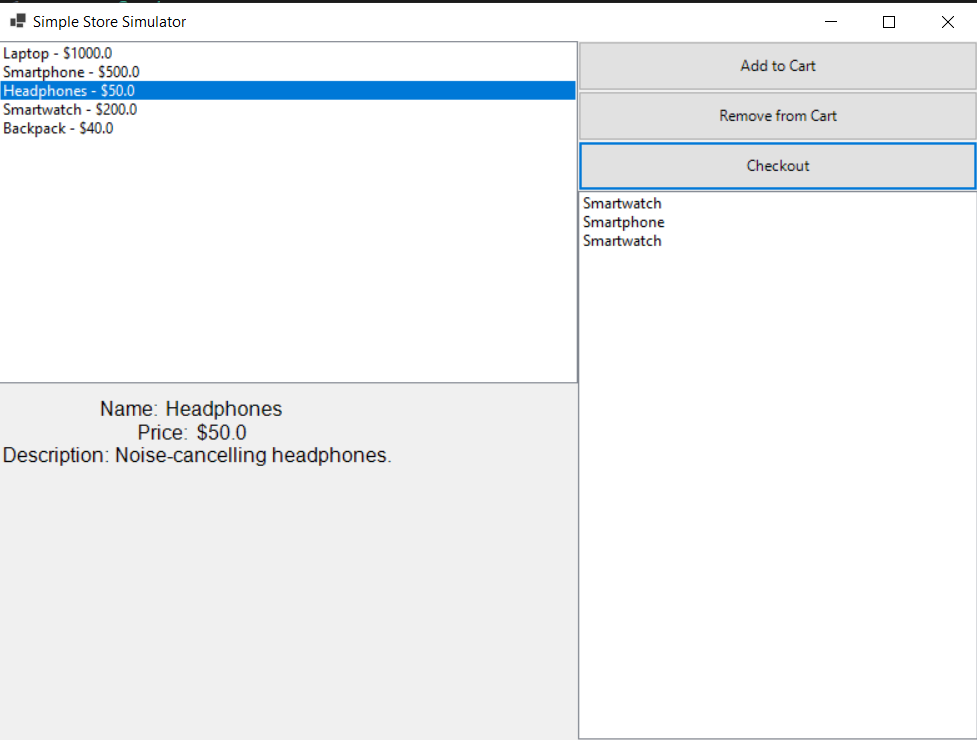 Simple Store Simulator
Laptop - $1000.0
Smartphone - $500.0
Headphones - $50.0
Smartwatch - $200.0
Backpack - $40.0
Name: Headphones
Price: $50.0
Description: Noise-cancelling headphones.
Add to Cart
Remove from Cart
Checkout
Smartwatch
Smartphone
Smartwatch